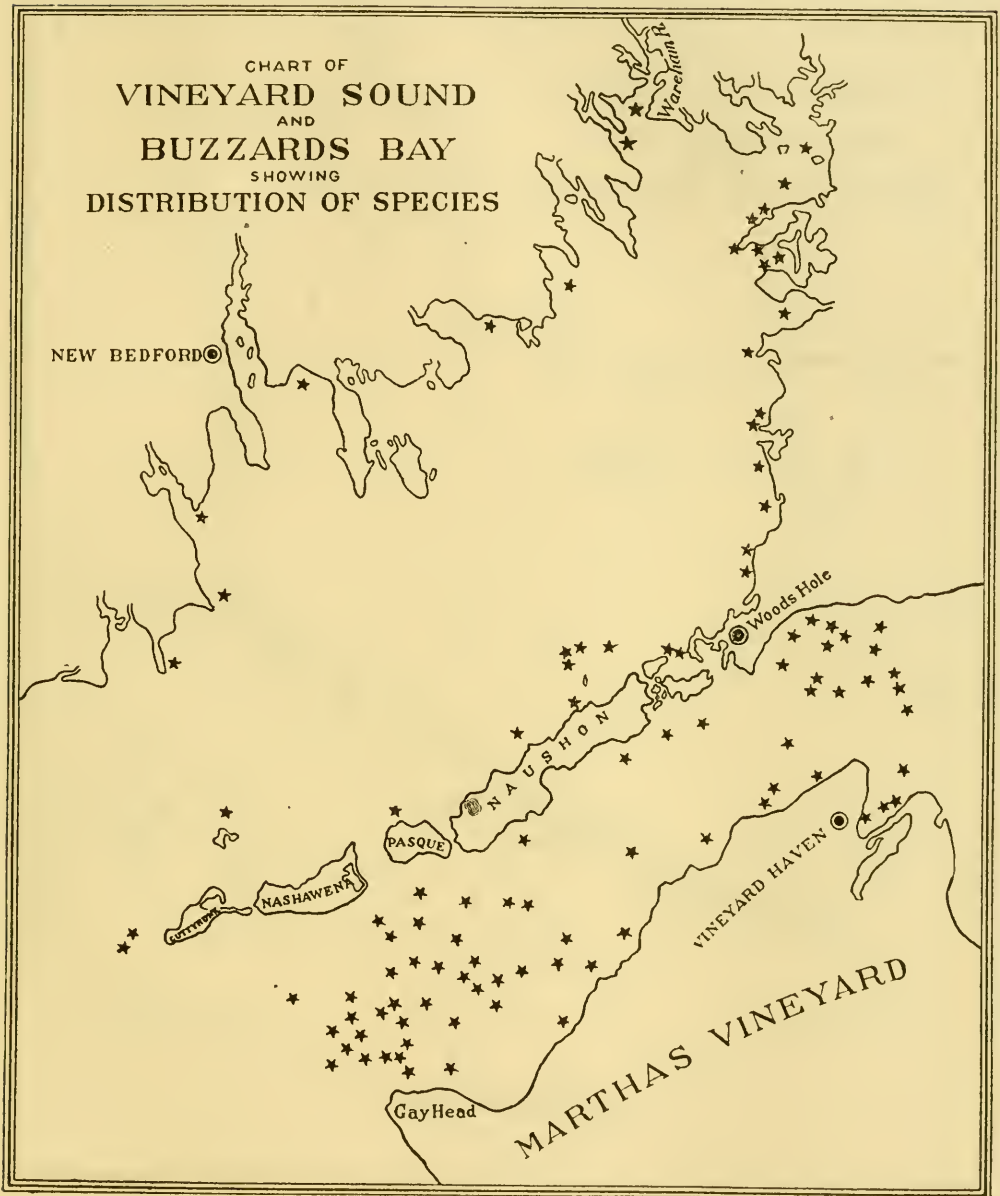 CHART OF
VINEYARD SOUND
AND
BUZZARDS BAY
SHOWING
DISTRIBUTION OF SPECIES
Wareham R.
NEW BEDFORD
Woods Hole
NAUSHON
PASQUE
NASHAWENA
CUTTYHUNK
VINEYARD HAVEN
MARTHAS VINEYARD
Gay Head